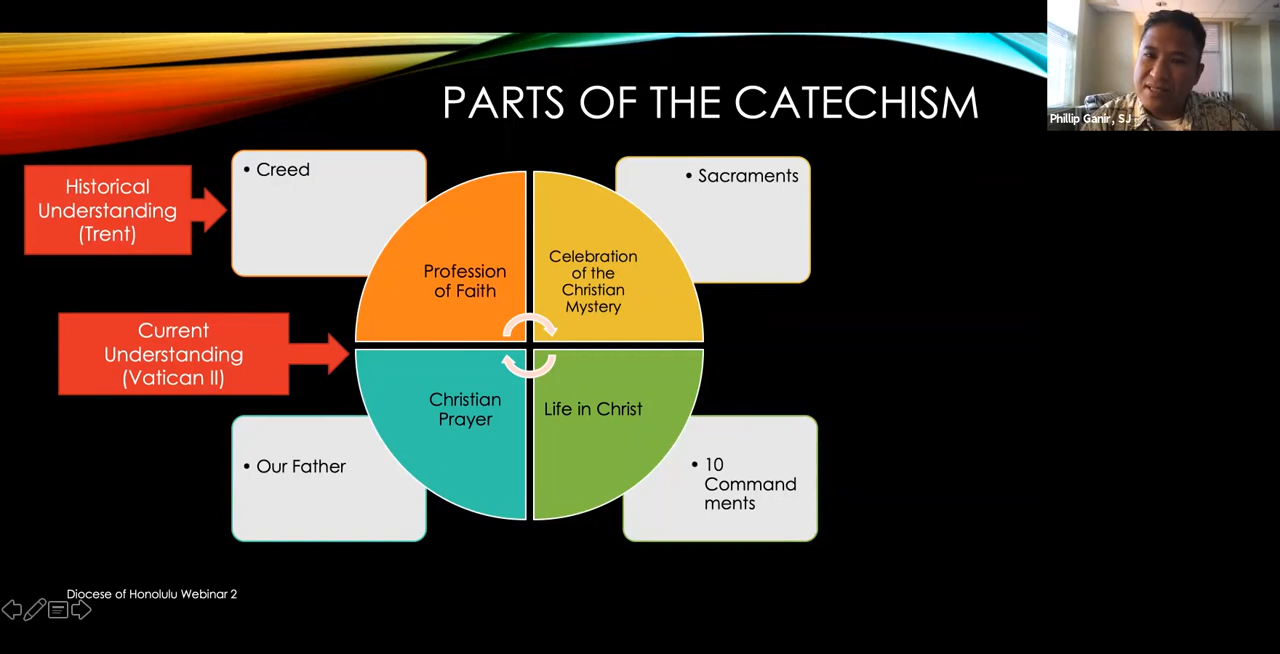 PARTS OF THE CATECHISM
Phillip Ganir, SJ
Historical
Understanding
(Trent)
• Creed
• Sacraments
Profession
of Faith
Celebration
of the
Christian
Mystery
Current
Understanding
(Vatican II)
Christian
Prayer
Life in Christ
• Our Father
• 10
Command
ments
Diocese of Honolulu Webinar 2